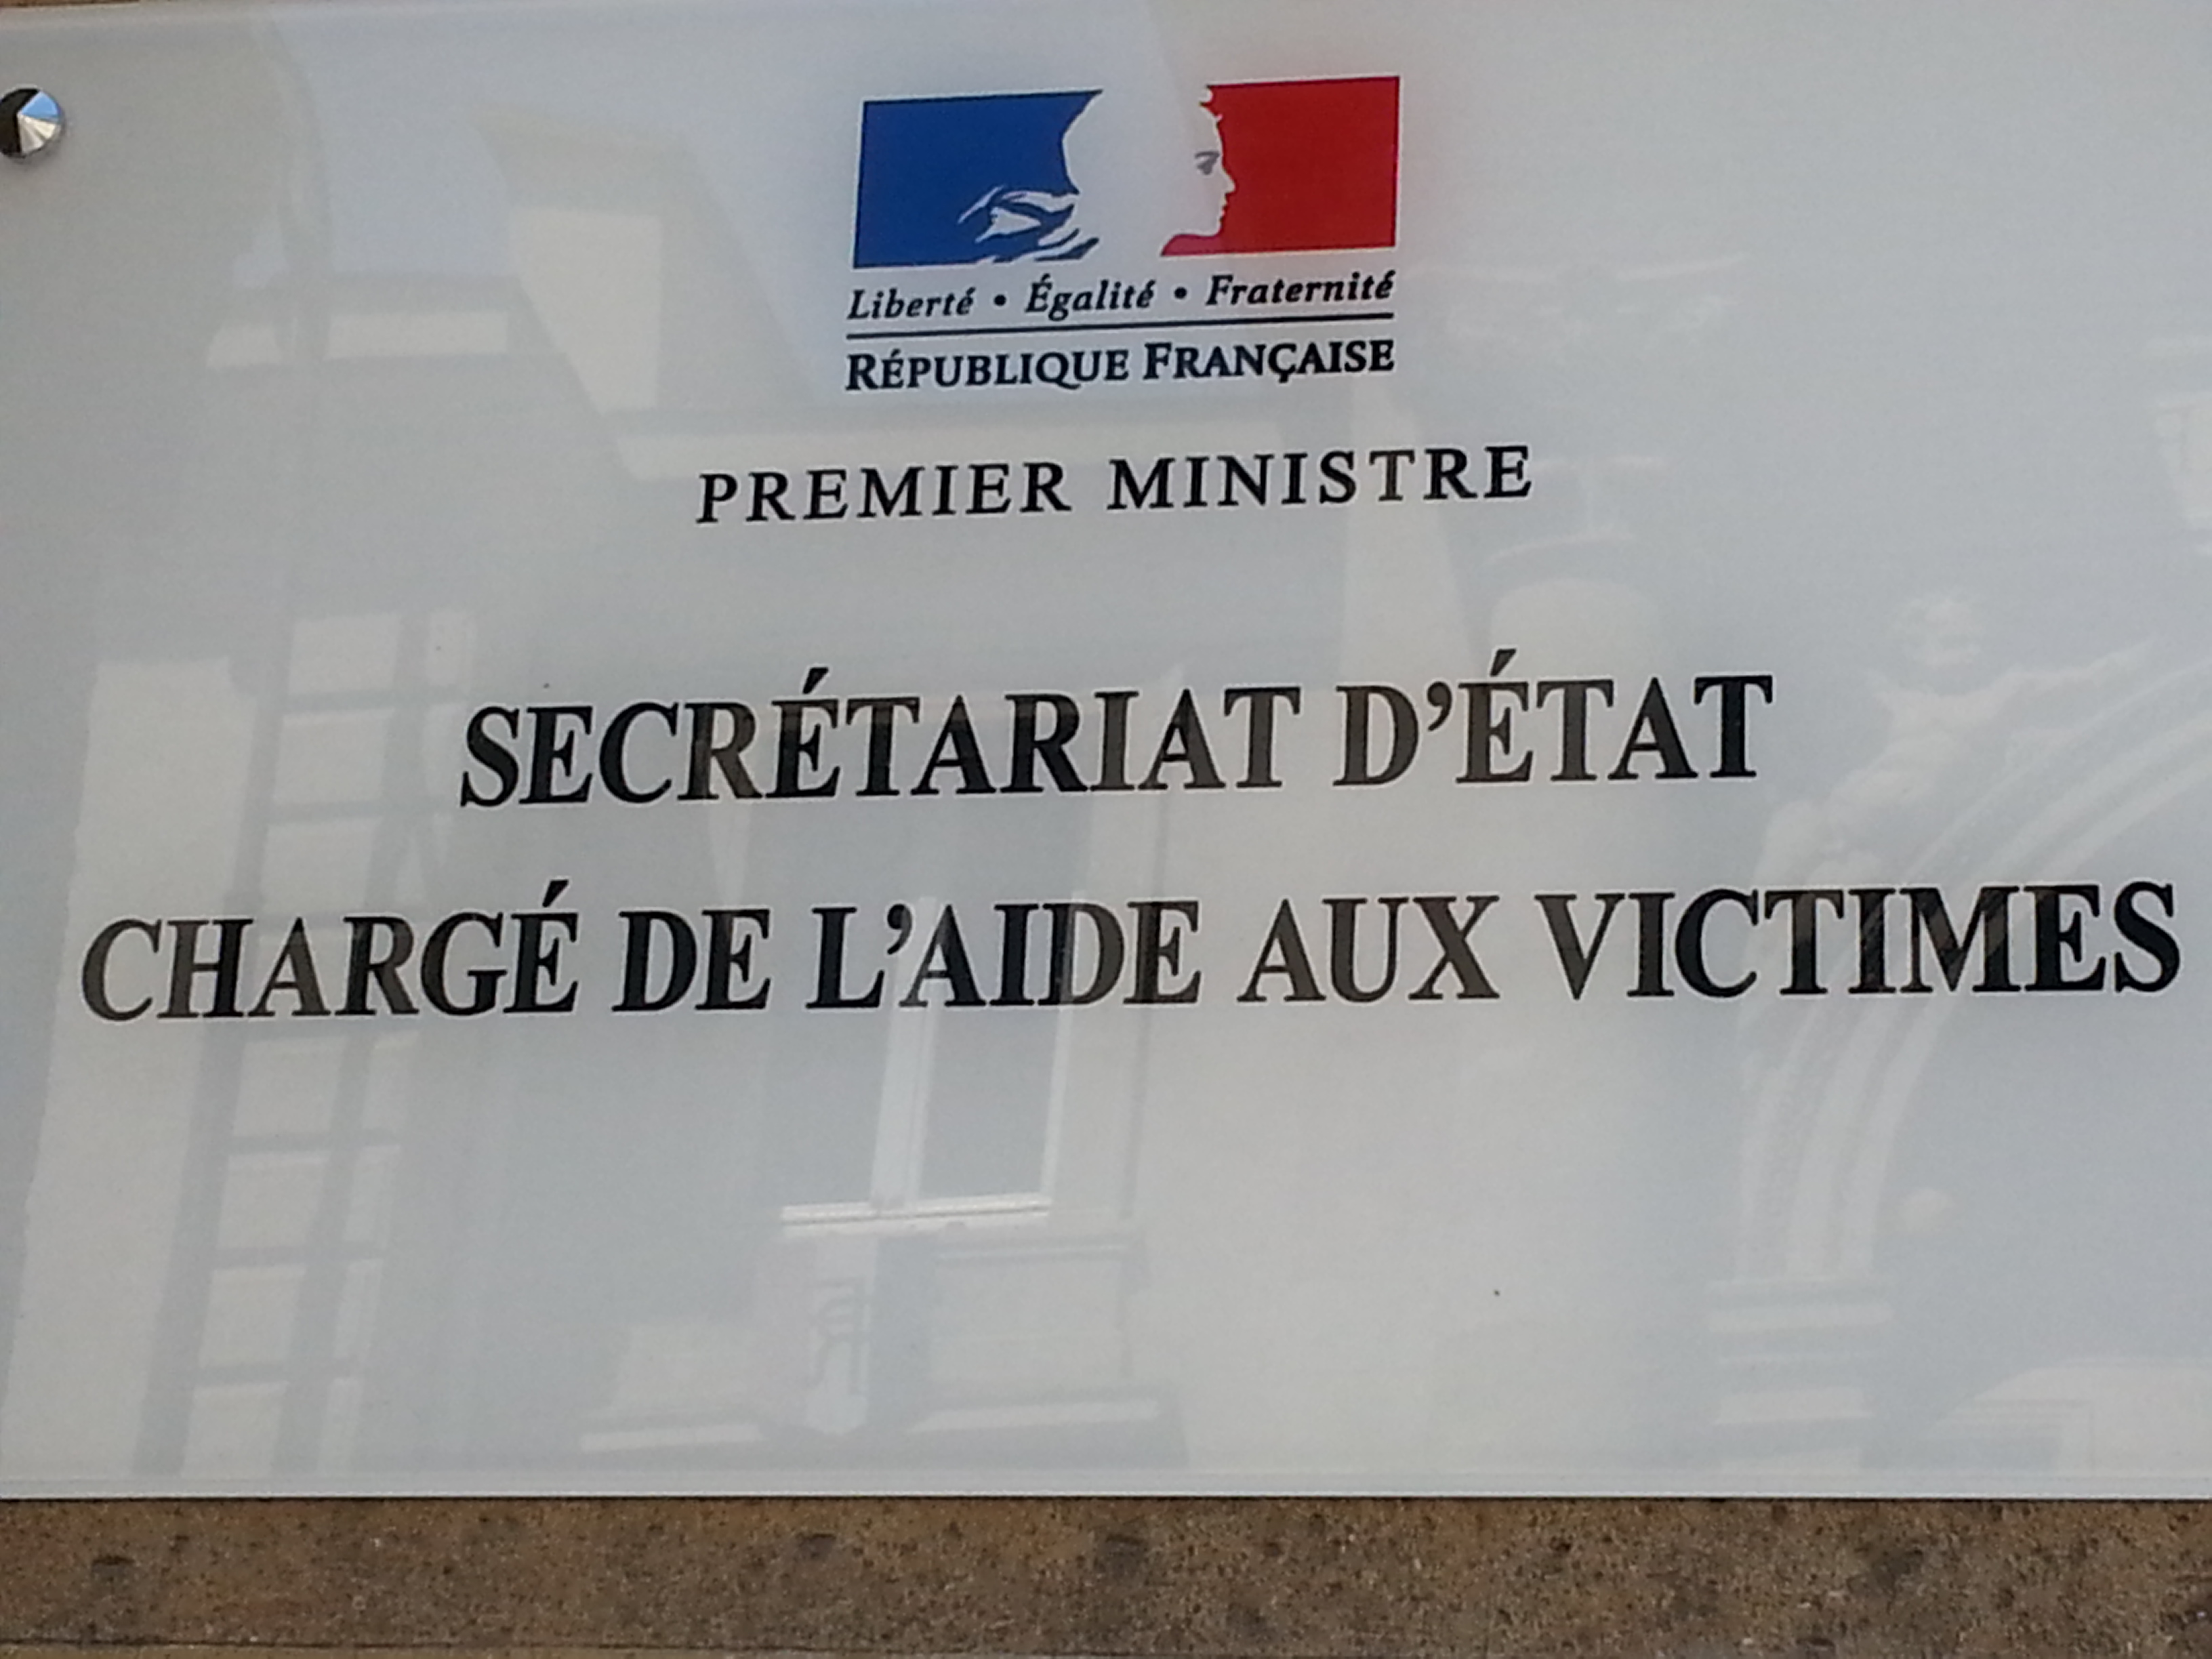 Liberté • Égalité • Fraternité
RÉPUBLIQUE FRANÇAISE
PREMIER MINISTRE
SECRÉTARIAT D’ÉTAT
CHARGÉ DE L’AIDE AUX VICTIMES